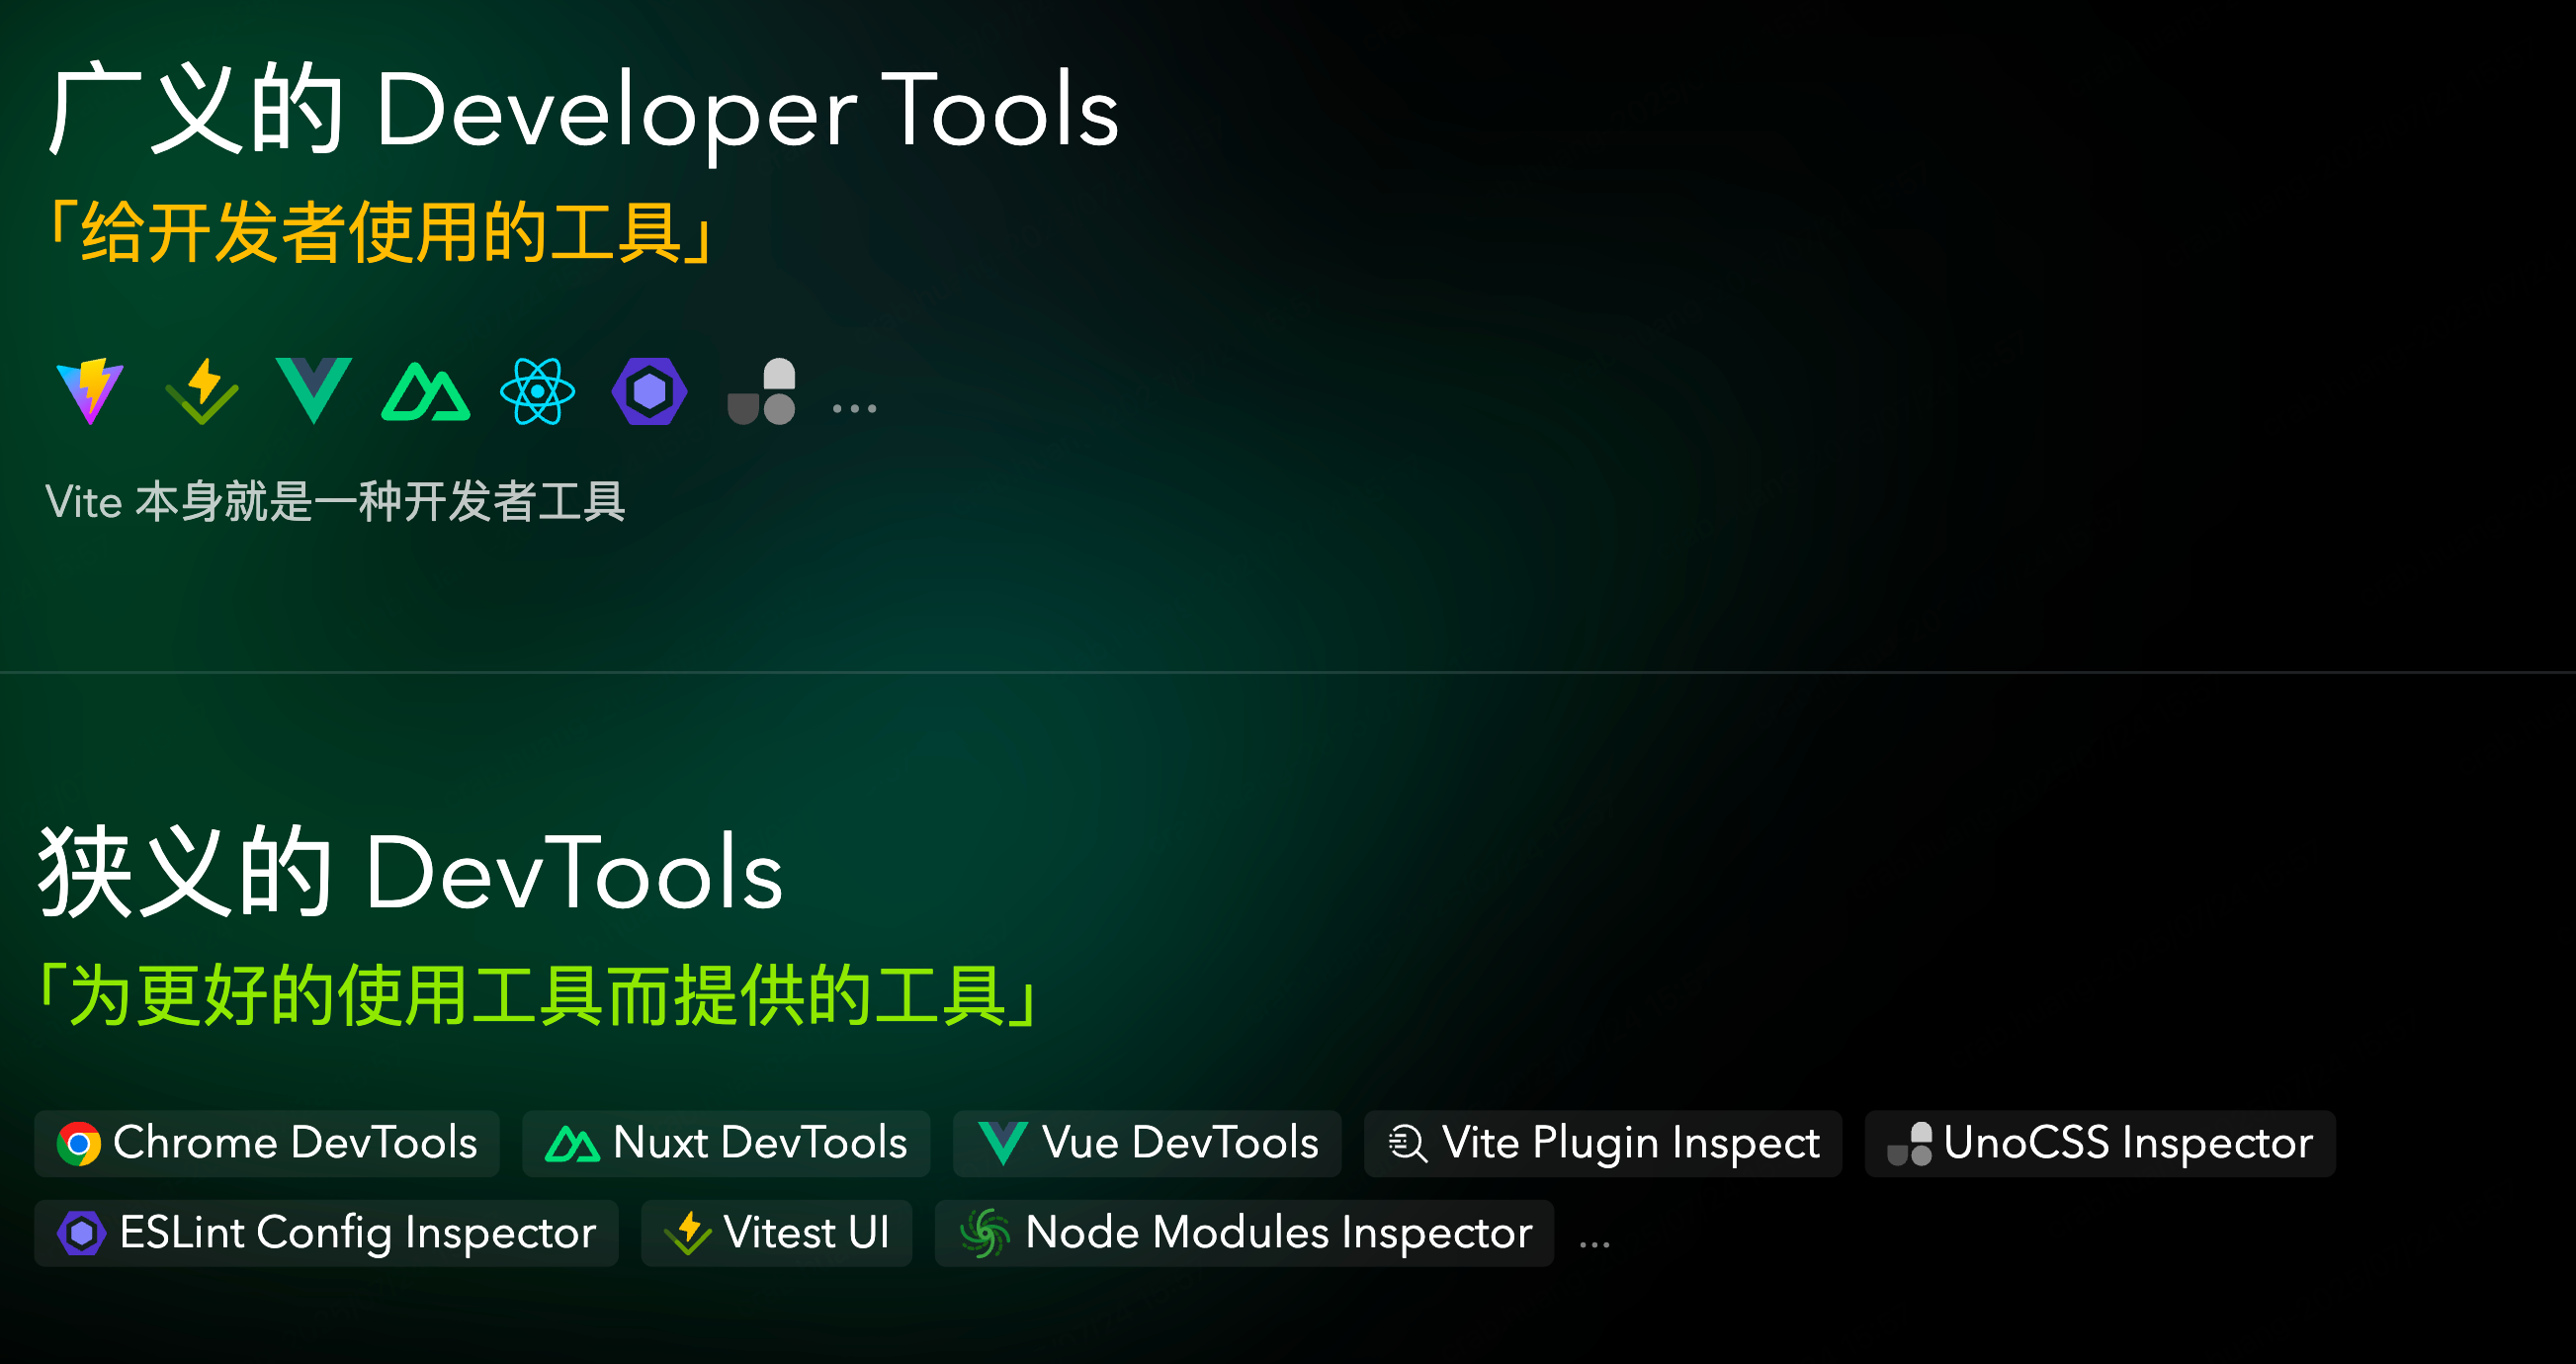 广义的 Developer Tools
「给开发者使用的工具」
...
Vite 本身就是一种开发者工具
狭义的 DevTools
「为更好的使用工具而提供的工具」
Chrome DevTools Nuxt DevTools Vue DevTools Vite Plugin Inspect UnoCSS Inspector
ESLint Config Inspector Vitest UI Node Modules Inspector ...